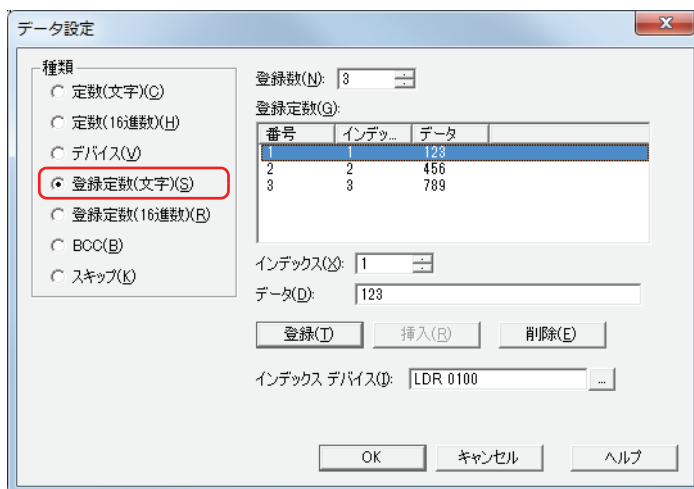 データ設定
種類
定数(文字)(C)
定数(16進数)(H)
デバイス(V)
登録定数(文字)(S)
登録定数(16進数)(R)
BCC(B)
スキップ(K)
登録数(N): 3
登録定数(G):
番号 インデッ... データ
1 1 123
2 2 456
3 3 789
インデックス(X): 1
データ(D): 123
登録(T) 挿入(R) 削除(E)
インデックス デバイス(I): LDR 0100 ...
OK キャンセル ヘルプ